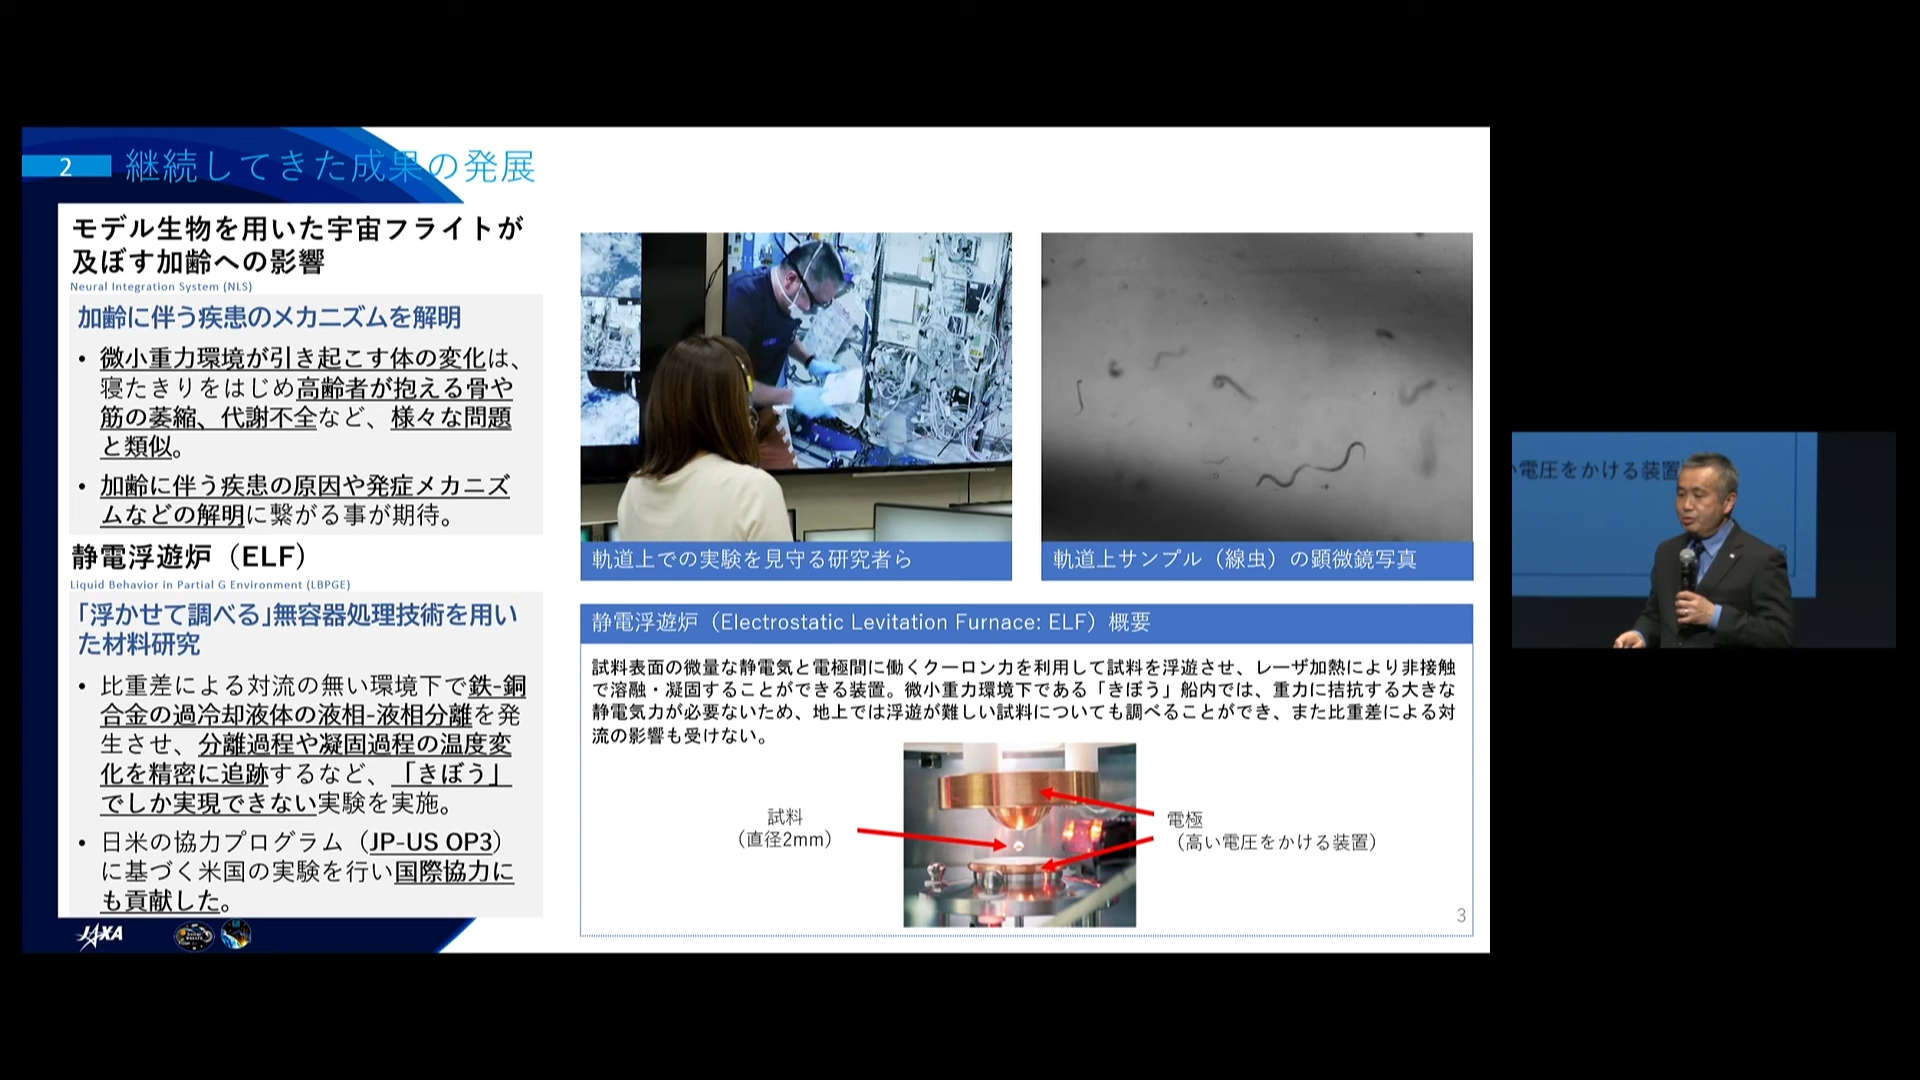 2
継続してきた成果の発展
モデル生物を用いた宇宙フライトが
及ぼす加齢への影響
Neural Integration System (NLS)
加齢に伴う疾患のメカニズムを解明
• 微小重力環境が引き起こす体の変化は、
寝たきりをはじめ高齢者が抱える骨や
筋の萎縮、代謝不全など、様々な問題
と類似。
• 加齢に伴う疾患の原因や発症メカニズ
ムなどの解明に繋がる事が期待。
静電浮遊炉（ELF）
Liquid Behavior in Partial G Environment (LBPGE)
「浮かせて調べる」無容器処理技術を用い
た材料研究
• 比重差による対流の無い環境下で鉄-銅
合金の過冷却液体の液相-液相分離を発
生させ、分離過程や凝固過程の温度変
化を精密に追跡するなど、「きぼう」
でしか実現できない実験を実施。
• 日米の協力プログラム（JP-US OP3）
に基づく米国の実験を行い国際協力に
も貢献した。
JAXA
軌道上での実験を見守る研究者ら
軌道上サンプル（線虫）の顕微鏡写真
静電浮遊炉（Electrostatic Levitation Furnace: ELF）概要
試料表面の微量な静電気と電極間に働くクーロン力を利用して試料を浮遊させ、レーザ加熱により非接触
で溶融・凝固することができる装置。微小重力環境下である「きぼう」船内では、重力に拮抗する大きな
静電気力が必要ないため、地上では浮遊が難しい試料についても調べることができ、また比重差による対
流の影響も受けない。
試料
（直径2mm）
電極
（高い電圧をかける装置）
3
い電圧をかける装置